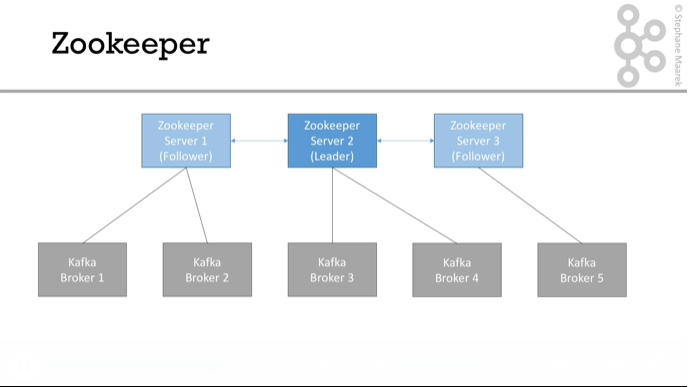 Zookeeper
© Stephane Maarek
Zookeeper
Server 1
(Follower)
Zookeeper
Server 2
(Leader)
Zookeeper
Server 3
(Follower)
Kafka
Broker 1
Kafka
Broker 2
Kafka
Broker 3
Kafka
Broker 4
Kafka
Broker 5